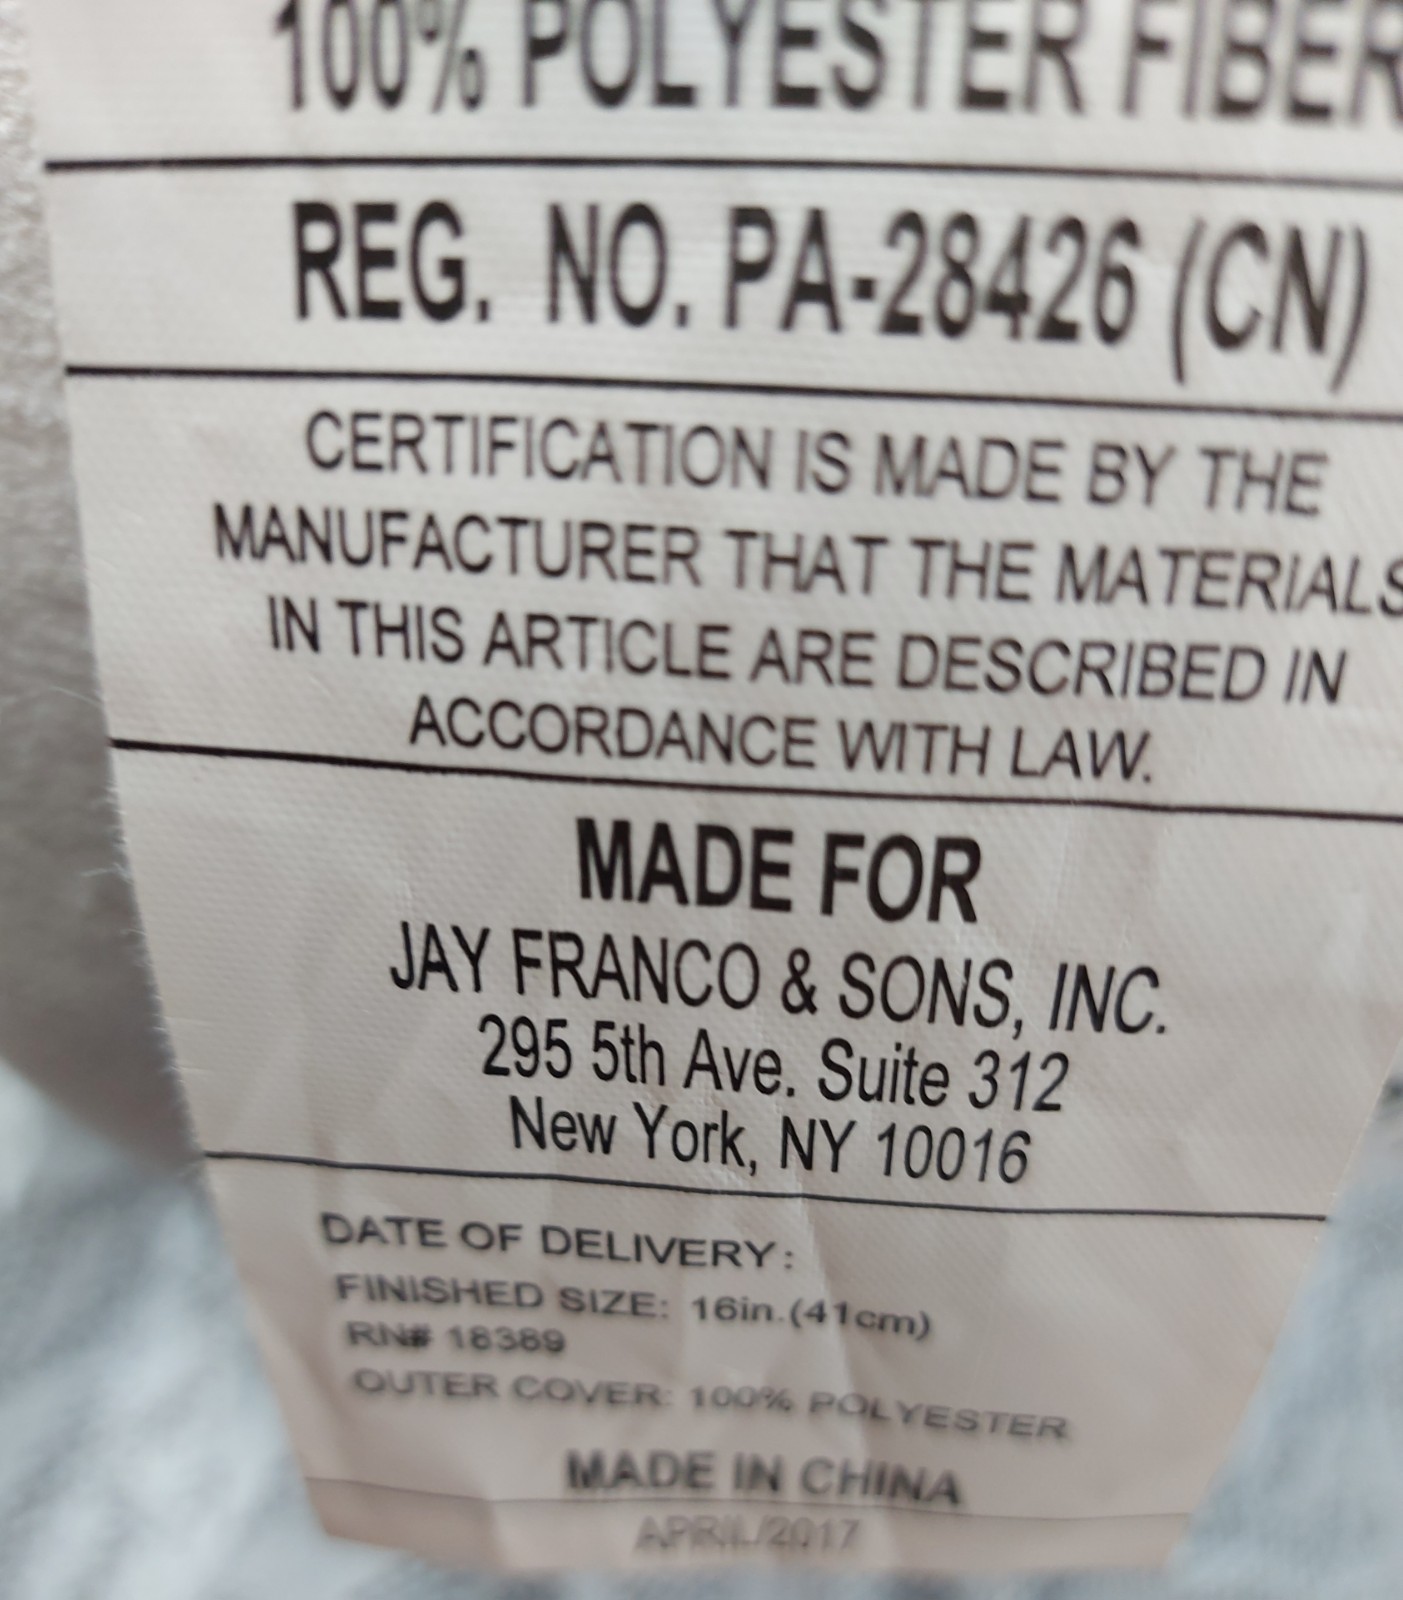 100% POLYESTER FIBER
REG. NO. PA-28426 (CN)
CERTIFICATION IS MADE BY THE
MANUFACTURER THAT THE MATERIALS
IN THIS ARTICLE ARE DESCRIBED IN
ACCORDANCE WITH LAW.
MADE FOR
JAY FRANCO & SONS, INC.
295 5th Ave. Suite 312
New York, NY 10016
DATE OF DELIVERY:
FINISHED SIZE: 16in.(41cm)
RN# 18389
OUTER COVER: 100% POLYESTER
MADE IN CHINA
APRIL/2017